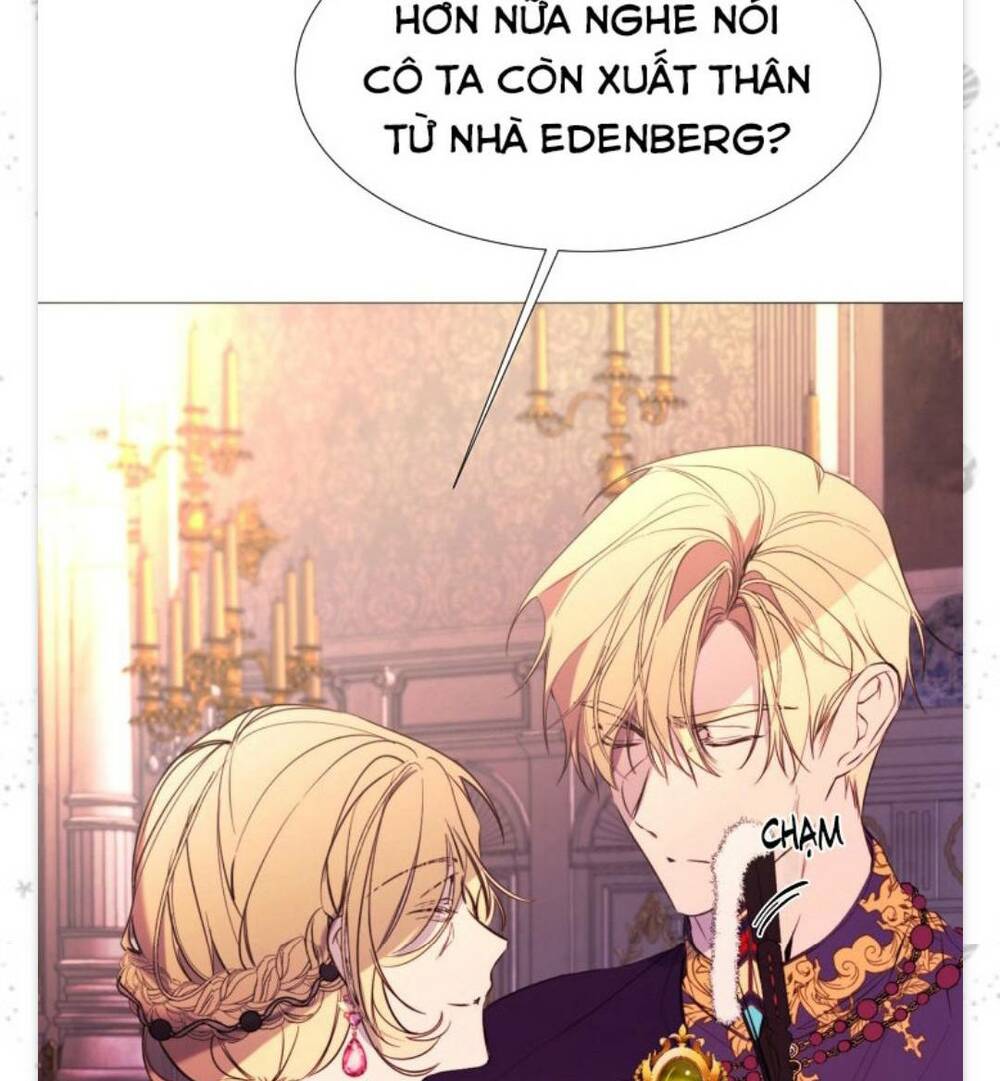 HƠN NỮA NGHE NÓI
CÔ TA CÒN XUẤT THÂN
TỪ NHÀ EDENBERG?
CHẠM